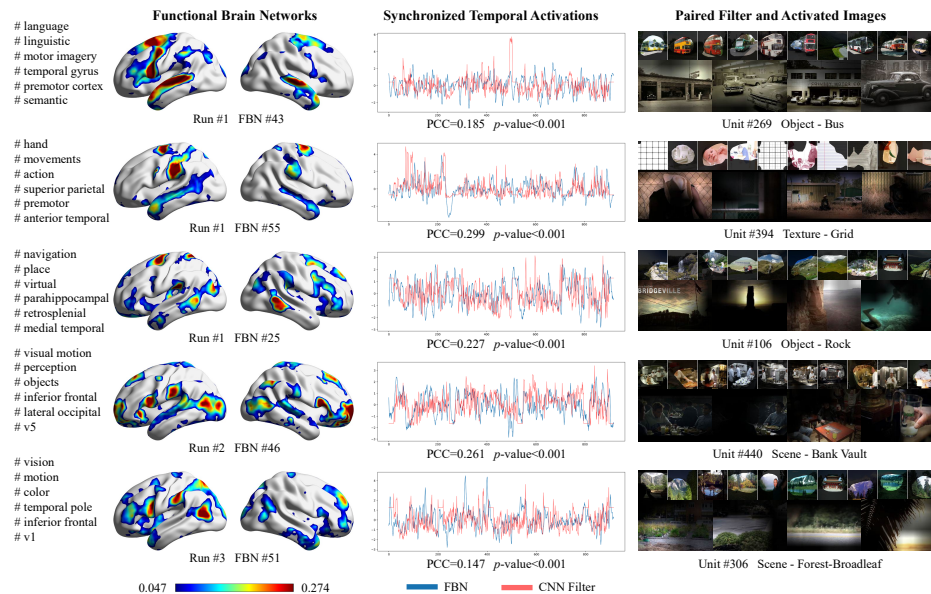 Functional Brain Networks
Synchronized Temporal Activations
Paired Filter and Activated Images
# language
# linguistic
# motor imagery
# temporal gyrus
# premotor cortex
# semantic
Run #1 FBN #43
PCC=0.185 p-value<0.001
Unit #269 Object - Bus
# hand
# movements
# action
# superior parietal
# premotor
# anterior temporal
Run #1 FBN #55
PCC=0.299 p-value<0.001
Unit #394 Texture - Grid
# navigation
# place
# virtual
# parahippocampal
# retrosplenial
# medial temporal
Run #1 FBN #25
PCC=0.227 p-value<0.001
BRIDGEVILLE
Unit #106 Object - Rock
# visual motion
# perception
# objects
# inferior frontal
# lateral occipital
# v5
Run #2 FBN #46
PCC=0.261 p-value<0.001
Unit #440 Scene - Bank Vault
# vision
# motion
# color
# temporal pole
# inferior frontal
# v1
Run #3 FBN #51
PCC=0.147 p-value<0.001
Unit #306 Scene - Forest-Broadleaf
0.047 0.274
FBN CNN Filter